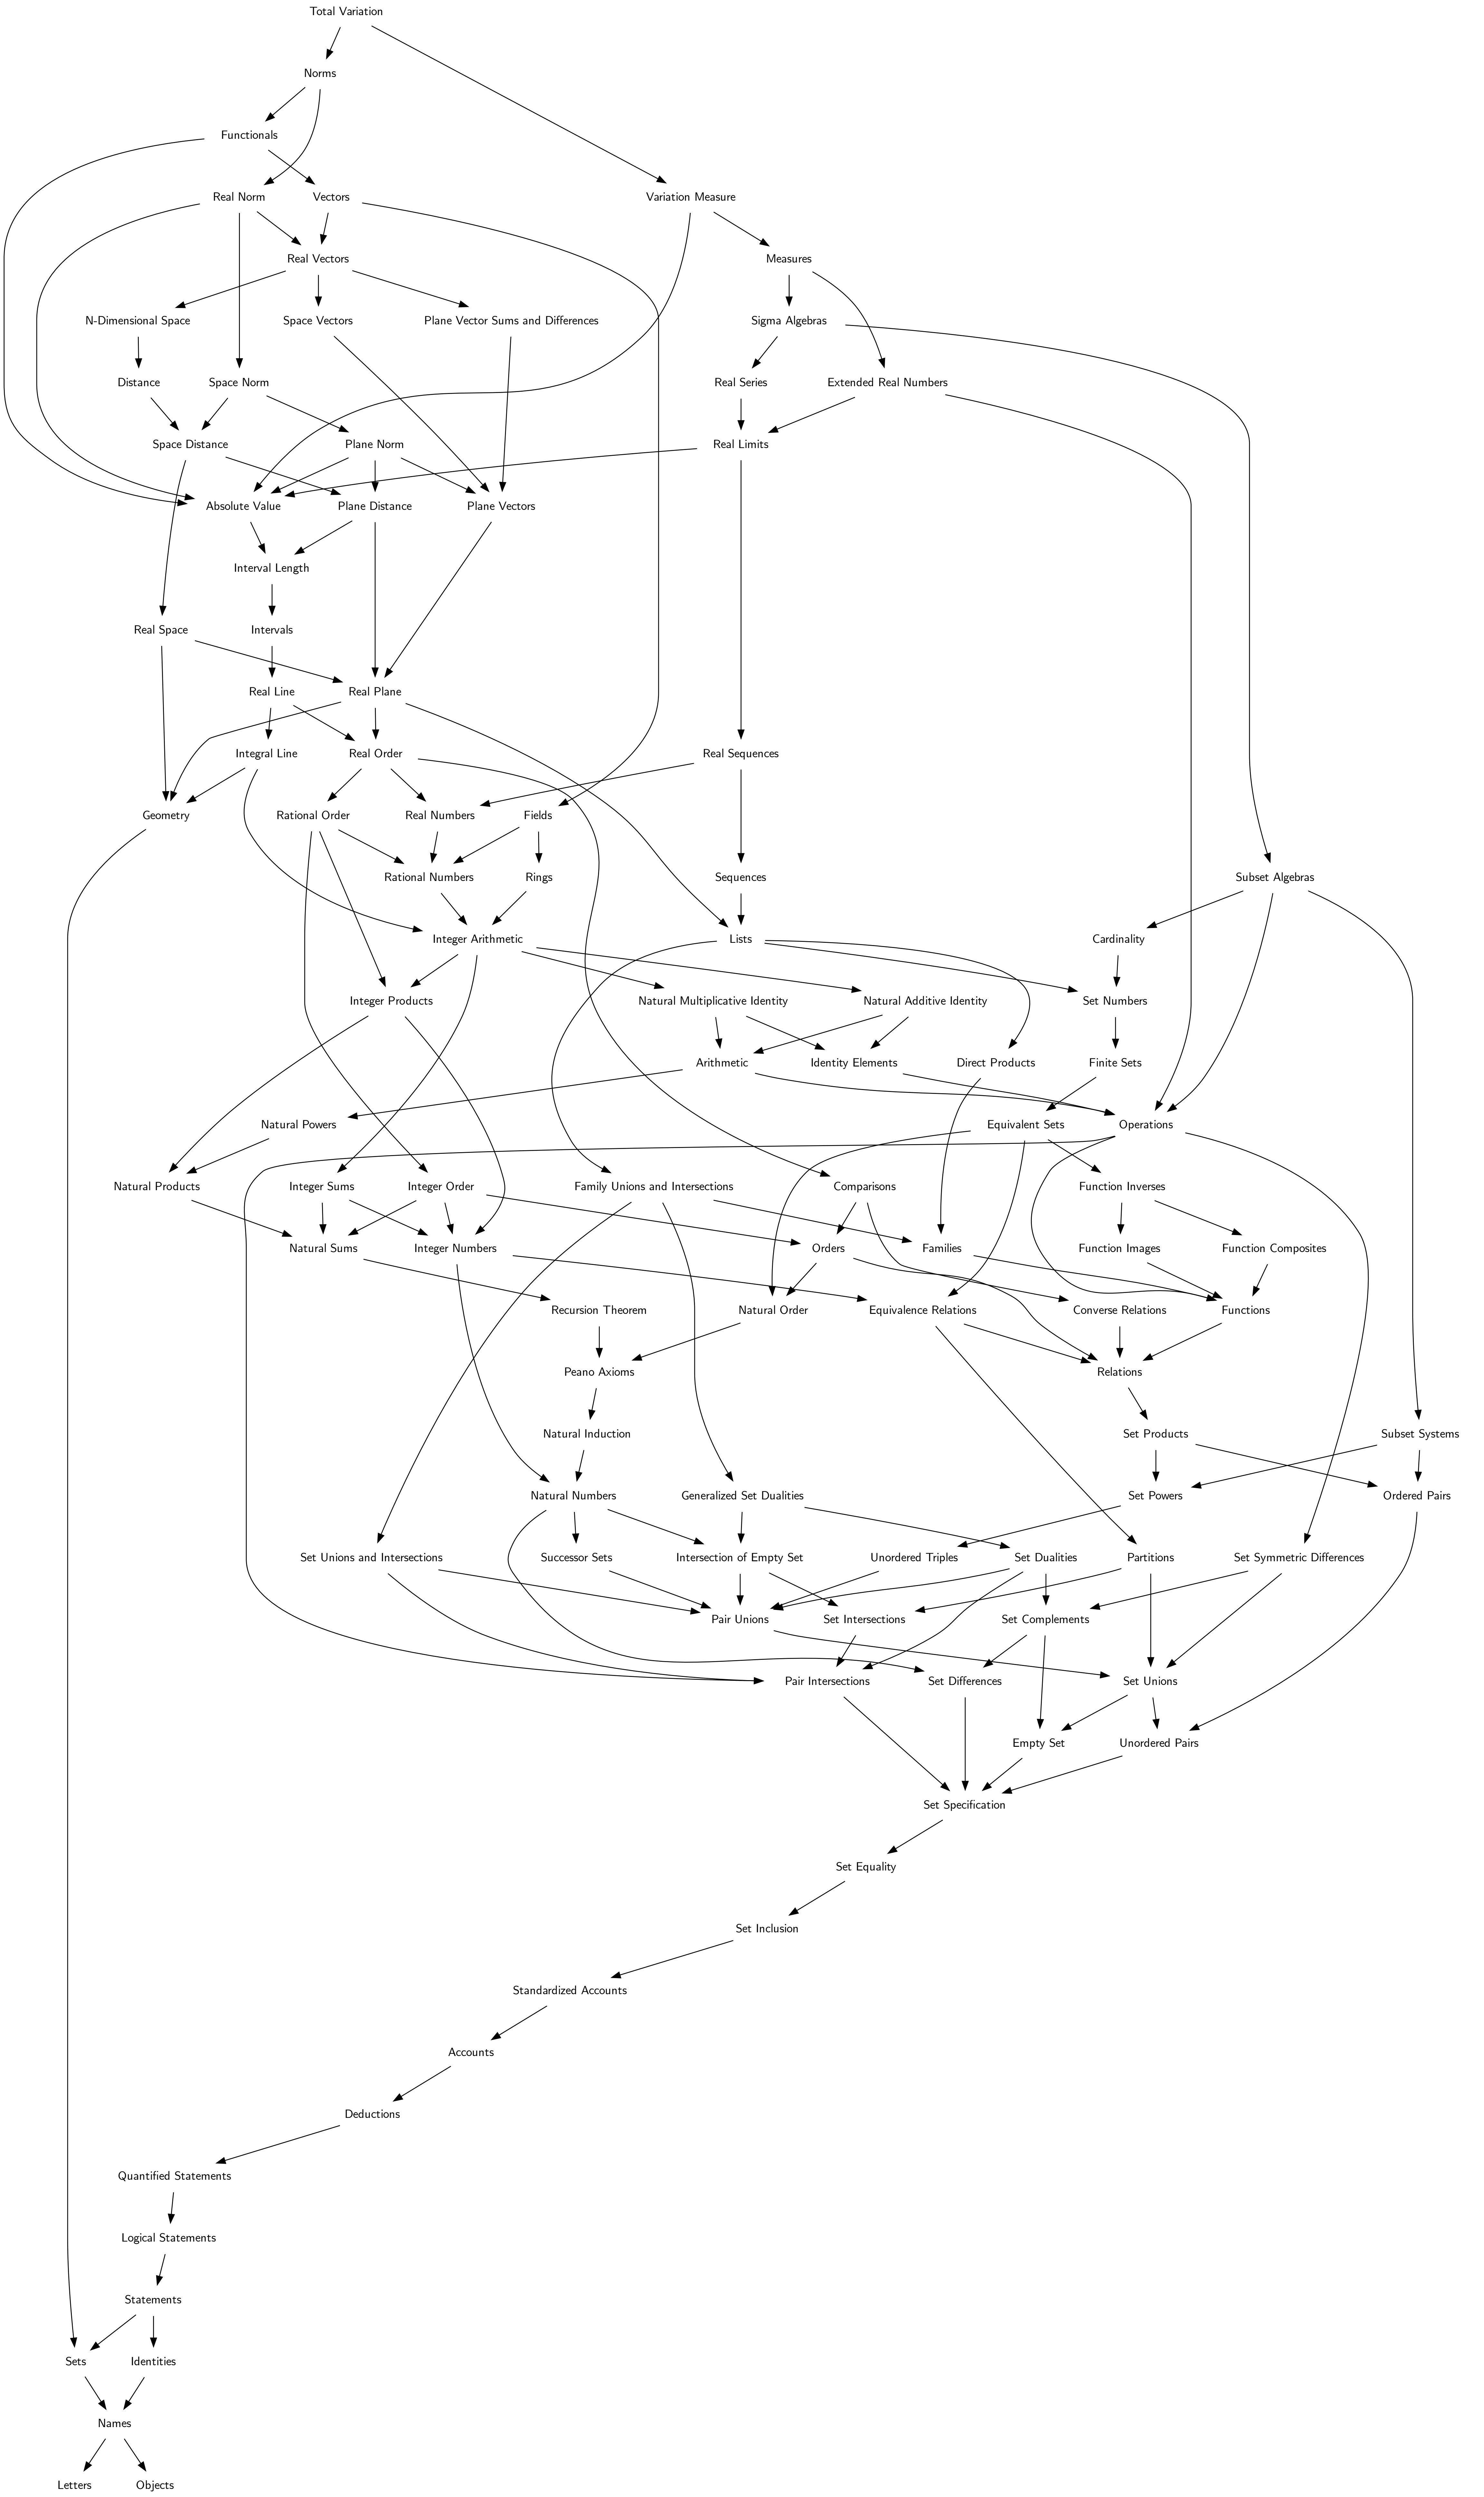 Total Variation
Norms
Functionals
Real Norm
Vectors
Variation Measure
Real Vectors
Measures
N-Dimensional Space
Space Vectors
Plane Vector Sums and Differences
Sigma Algebras
Distance
Space Norm
Real Series
Extended Real Numbers
Space Distance
Plane Norm
Real Limits
Absolute Value
Plane Distance
Plane Vectors
Interval Length
Real Space
Intervals
Real Line
Real Plane
Integral Line
Real Order
Real Sequences
Geometry
Rational Order
Real Numbers
Fields
Rational Numbers
Rings
Sequences
Subset Algebras
Integer Arithmetic
Lists
Cardinality
Integer Products
Natural Multiplicative Identity
Natural Additive Identity
Set Numbers
Arithmetic
Identity Elements
Direct Products
Finite Sets
Natural Powers
Equivalent Sets
Operations
Natural Products
Integer Sums
Integer Order
Family Unions and Intersections
Comparisons
Function Inverses
Natural Sums
Integer Numbers
Orders
Families
Function Images
Function Composites
Recursion Theorem
Natural Order
Equivalence Relations
Converse Relations
Functions
Peano Axioms
Relations
Natural Induction
Set Products
Subset Systems
Natural Numbers
Generalized Set Dualities
Set Powers
Ordered Pairs
Set Unions and Intersections
Successor Sets
Intersection of Empty Set
Unordered Triples
Set Dualities
Partitions
Set Symmetric Differences
Pair Unions
Set Intersections
Set Complements
Pair Intersections
Set Differences
Set Unions
Empty Set
Unordered Pairs
Set Specification
Set Equality
Set Inclusion
Standardized Accounts
Accounts
Deductions
Quantified Statements
Logical Statements
Statements
Sets
Identities
Names
Letters
Objects